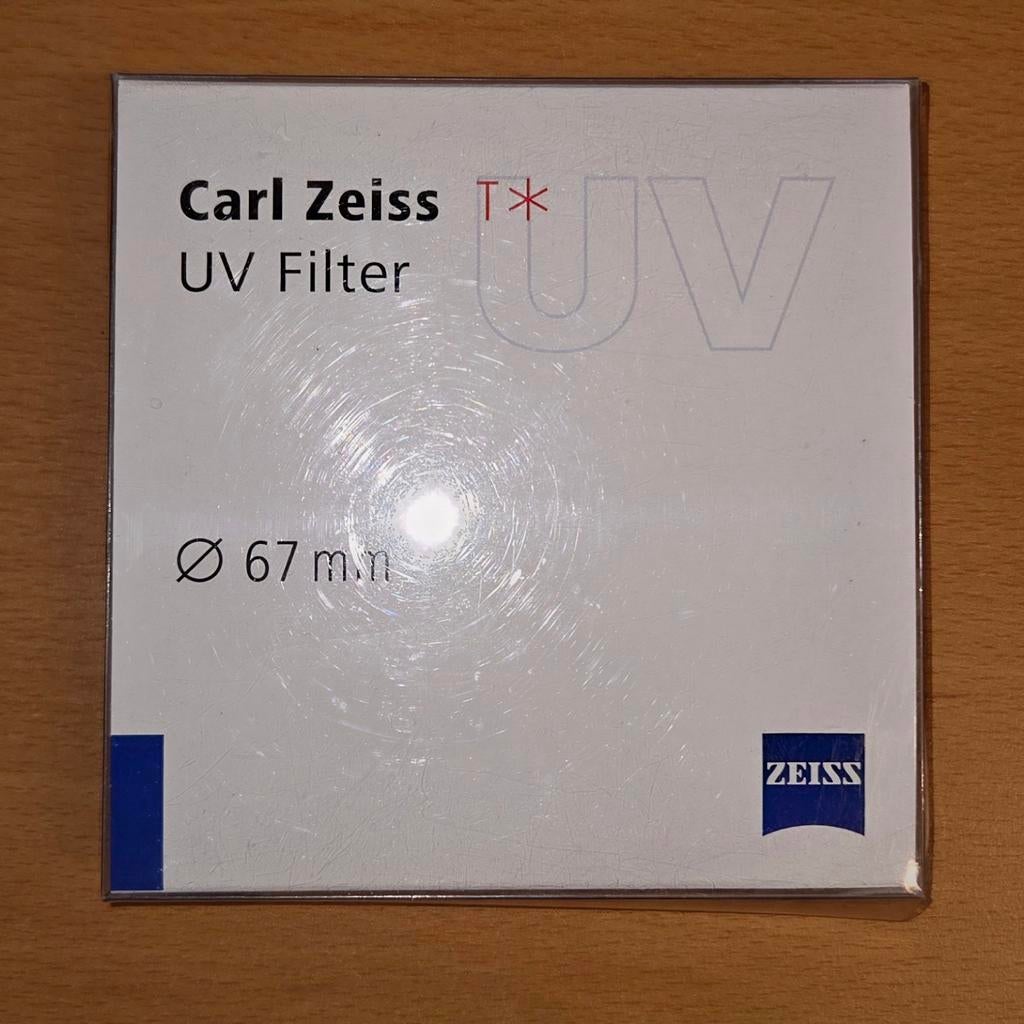 Carl Zeiss T*
UV Filter
UV
Ø 67 mm
ZEISS